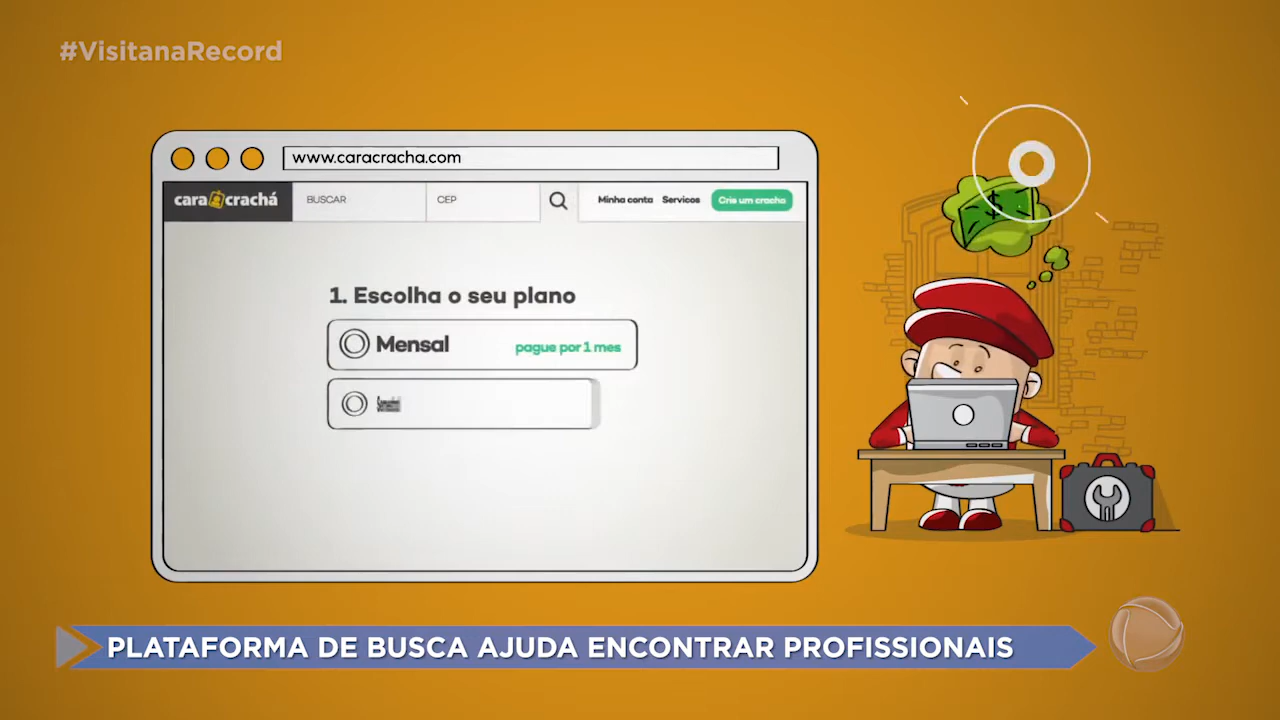 #VisitanaRecord
www.caracracha.com
cara crachá
BUSCAR
CEP
Minha conta
Servicos
Crie um cracha
1. Escolha o seu plano
Mensal
pague por 1 mes
$
PLATAFORMA DE BUSCA AJUDA ENCONTRAR PROFISSIONAIS